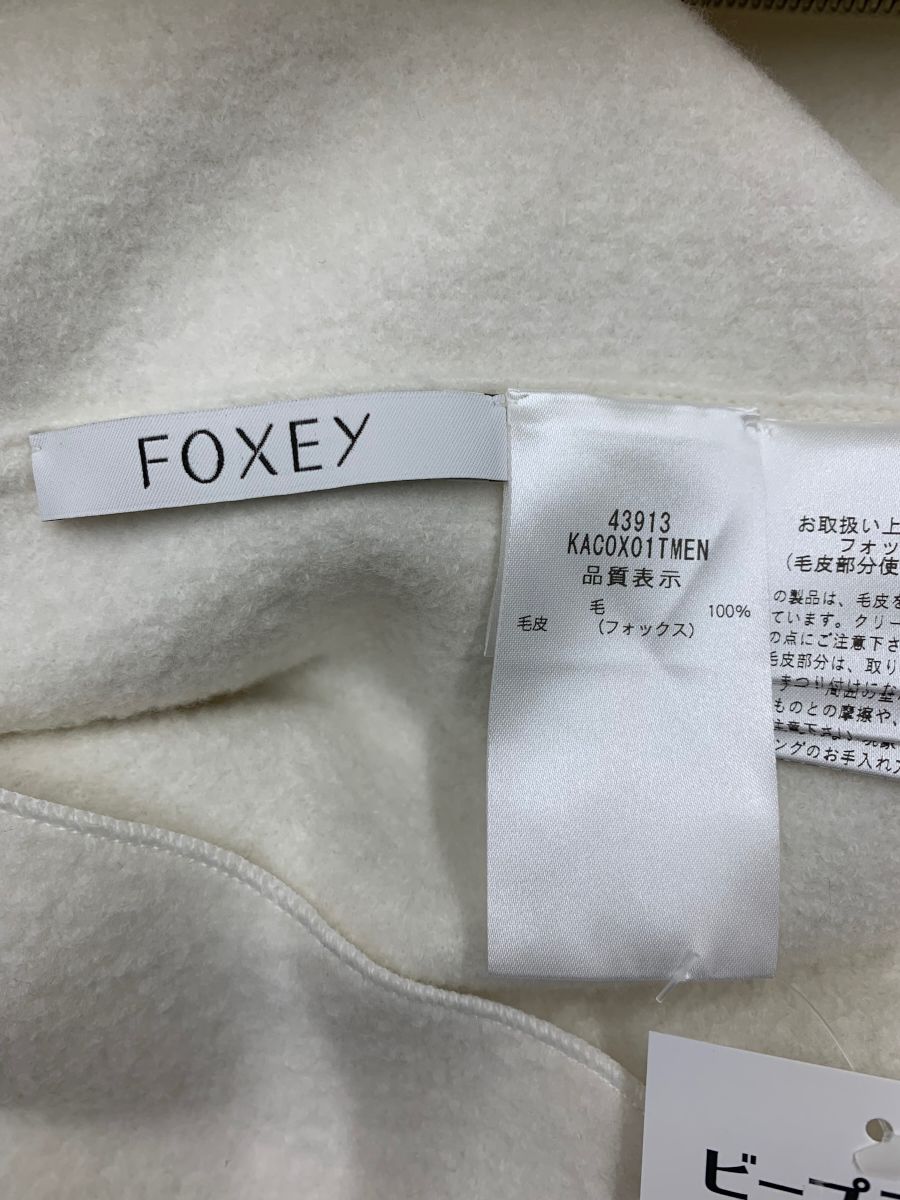 FOXEY
43913
KACOX01TMEN
品質表示
毛皮 毛 100%
(フォックス)
お取扱い上
フォッ
(毛皮部分使
の製品は、毛皮を
ています。クリー
の点にご注意下さ
毛皮部分は、取り
ものとの摩擦や、
ングのお手入れ
ビープ